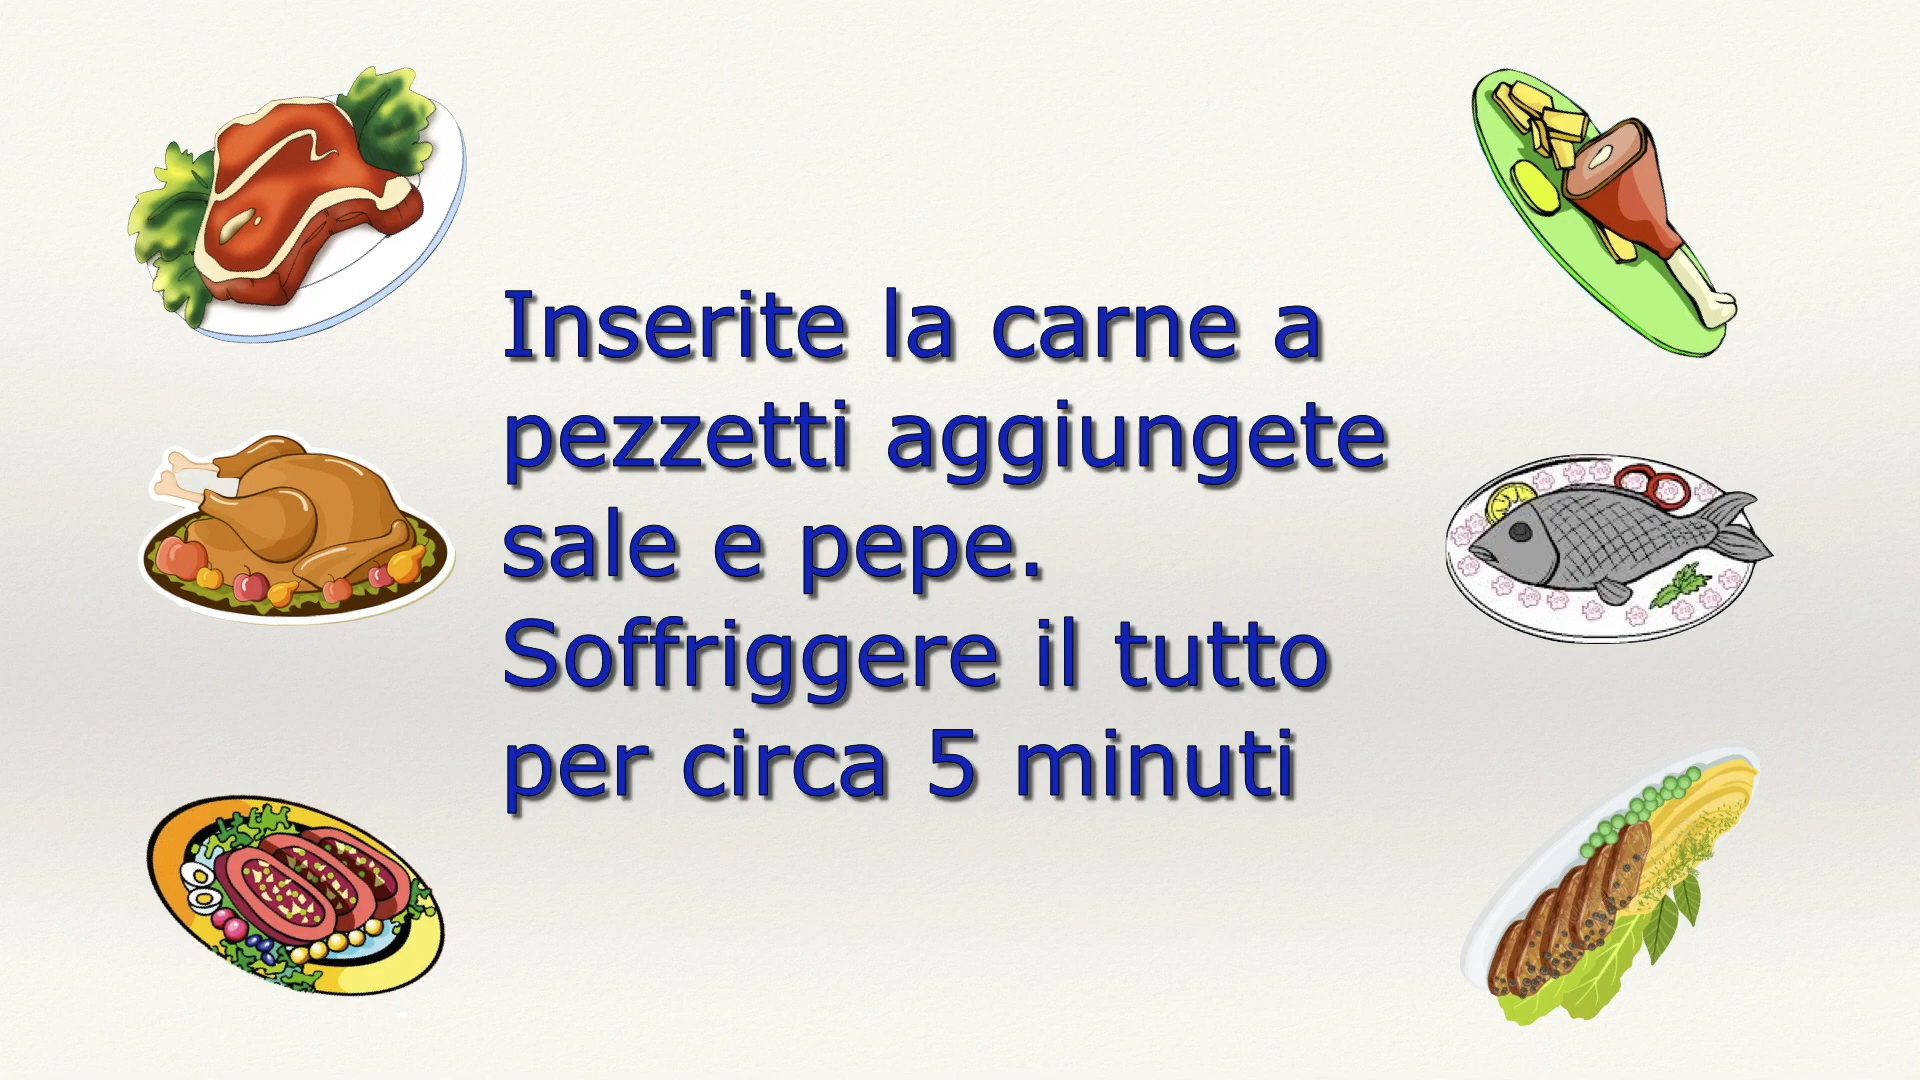 Inserite la carne a
pezzetti aggiungete
sale e pepe.
Soffriggere il tutto
per circa 5 minuti